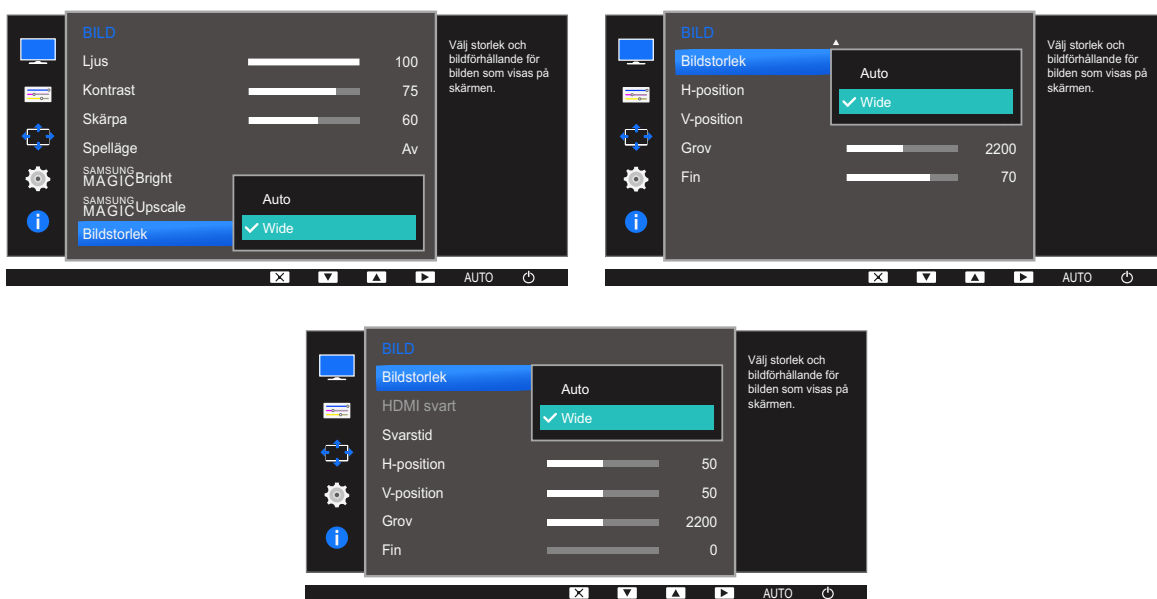 BILD
Ljus 100
Kontrast 75
Skärpa 60
Spelläge Av
SAMSUNG
MAGICBright
SAMSUNG
MAGICUpscale
Bildstorlek
Auto
Wide
Välj storlek och
bildförhållande för
bilden som visas på
skärmen.
AUTO
BILD
Bildstorlek
H-position
V-position
Grov 2200
Fin 70
Auto
Wide
Välj storlek och
bildförhållande för
bilden som visas på
skärmen.
AUTO
BILD
Bildstorlek
HDMI svart
Svarstid
H-position 50
V-position 50
Grov 2200
Fin 0
Auto
Wide
Välj storlek och
bildförhållande för
bilden som visas på
skärmen.
AUTO